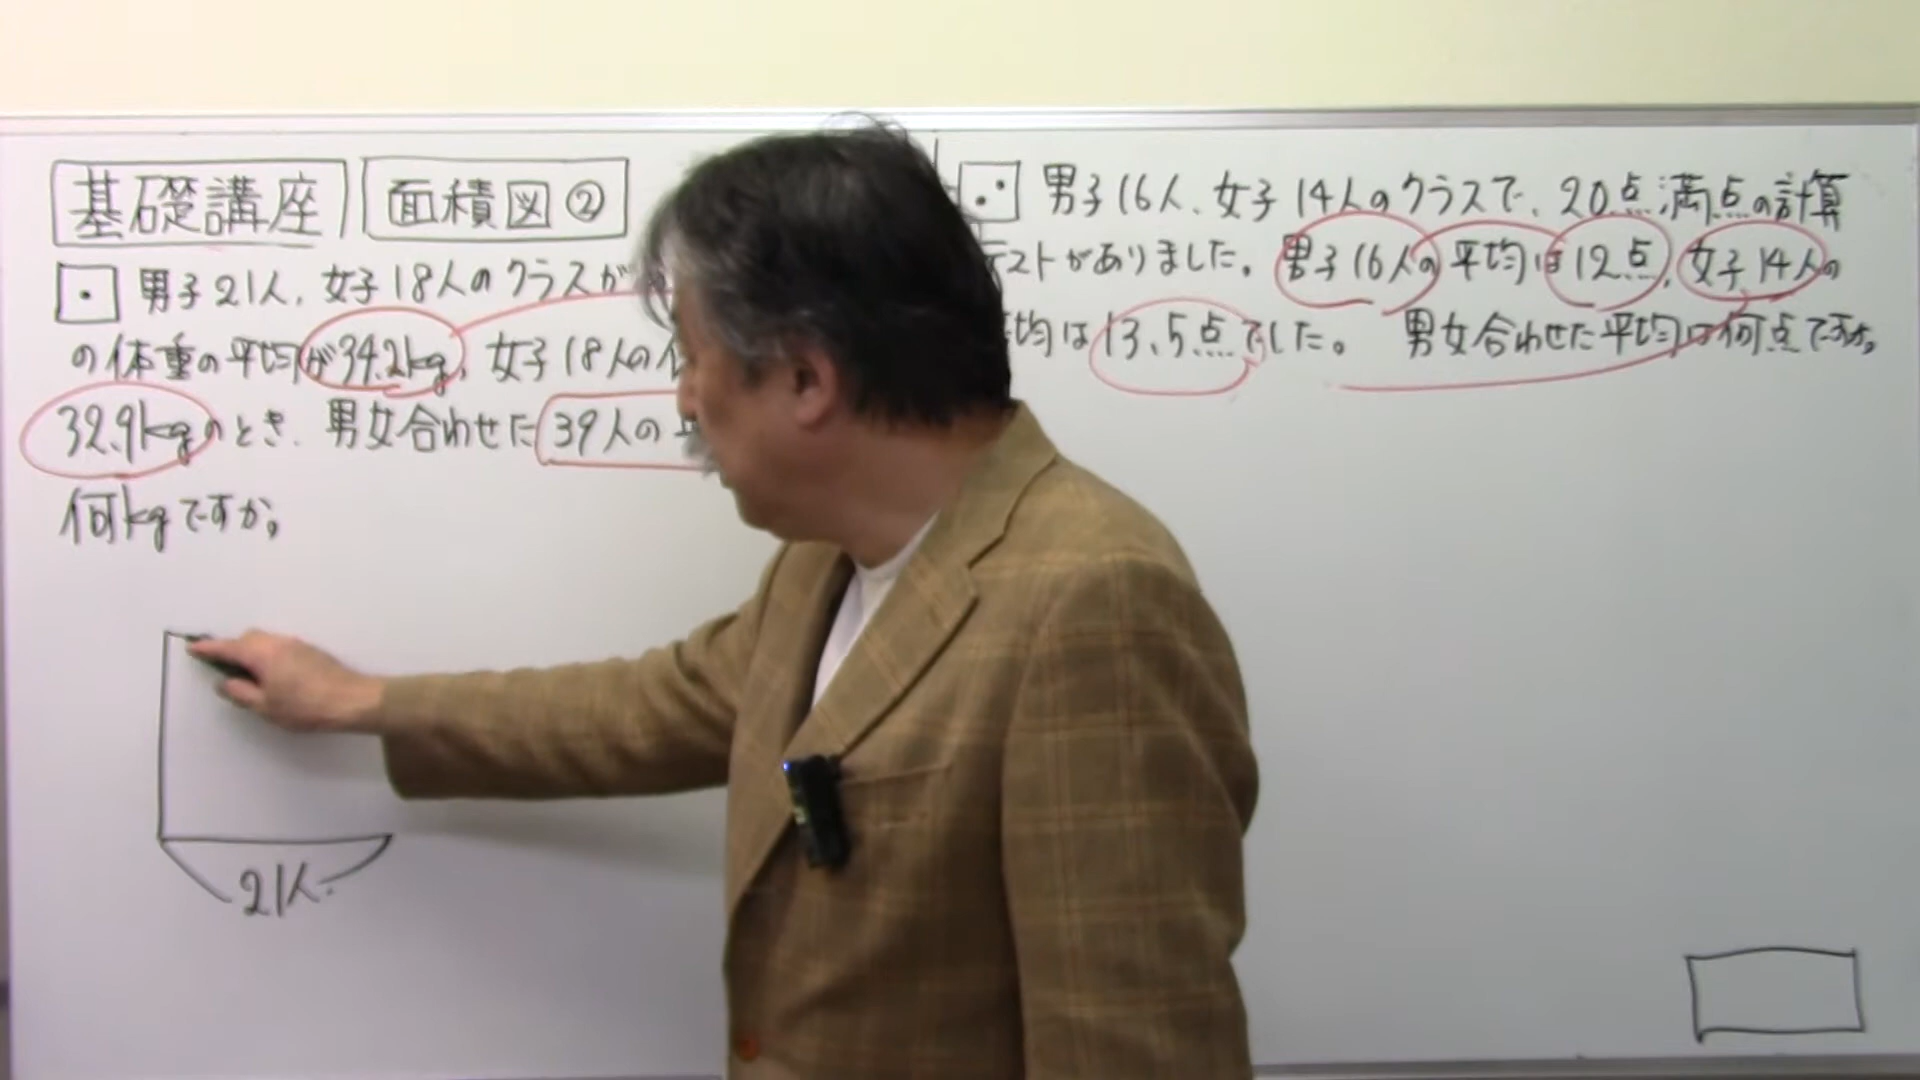 基礎講座 面積図②
男子21人、女子18人のクラスが
の体重の平均が34.2kg、女子18人の
32.9kgのとき、男女合わせた39人の
何kgですか。
21人
男子16人、女子14人のクラスで、20点満点の計算
テストがありました。男子16人の平均は12点、女子14人の
均は13.5点でした。男女合わせた平均は何点ですか。